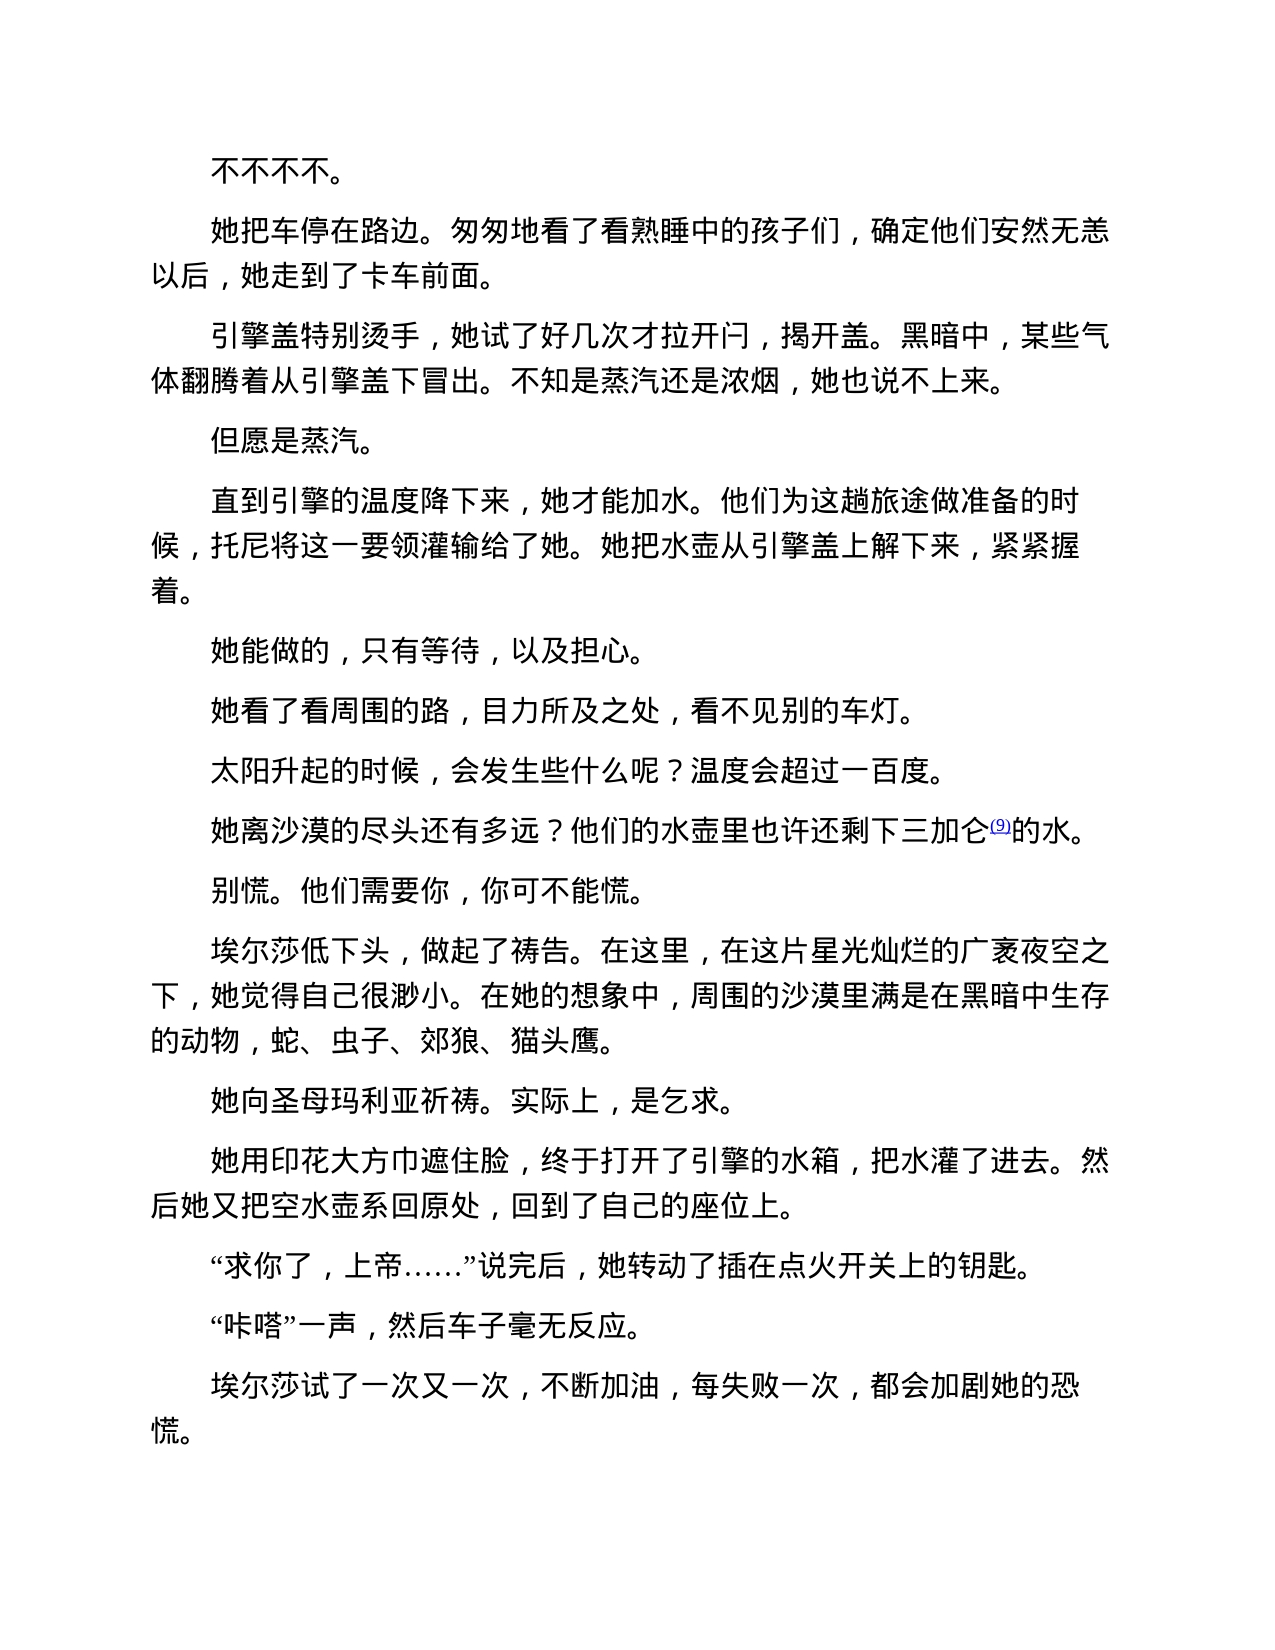 不不不不。
她把车停在路边。匆匆地看了看熟睡中的孩子们，确定他们安然无恙
以后，她走到了卡车前面。
引擎盖特别烫手，她试了好几次才拉开闩，揭开盖。黑暗中，某些气
体翻腾着从引擎盖下冒出。不知是蒸汽还是浓烟，她也说不上来。
但愿是蒸汽。
直到引擎的温度降下来，她才能加水。他们为这趟旅途做准备的时
候，托尼将这一要领灌输给了她。她把水壶从引擎盖上解下来，紧紧握
着。
她能做的，只有等待，以及担心。
她看了看周围的路，目力所及之处，看不见别的车灯。
太阳升起的时候，会发生些什么呢？温度会超过一百度。
她离沙漠的尽头还有多远？他们的水壶里也许还剩下三加仑(9)的水。
别慌。他们需要你，你可不能慌。
埃尔莎低下头，做起了祷告。在这里，在这片星光灿烂的广袤夜空之
下，她觉得自己很渺小。在她的想象中，周围的沙漠里满是在黑暗中生存
的动物，蛇、虫子、郊狼、猫头鹰。
她向圣母玛利亚祈祷。实际上，是乞求。
她用印花大方巾遮住脸，终于打开了引擎的水箱，把水灌了进去。然
后她又把空水壶系回原处，回到了自己的座位上。
“求你了，上帝……”说完后，她转动了插在点火开关上的钥匙。
“咔嗒”一声，然后车子毫无反应。
埃尔莎试了一次又一次，不断加油，每失败一次，都会加剧她的恐
慌。